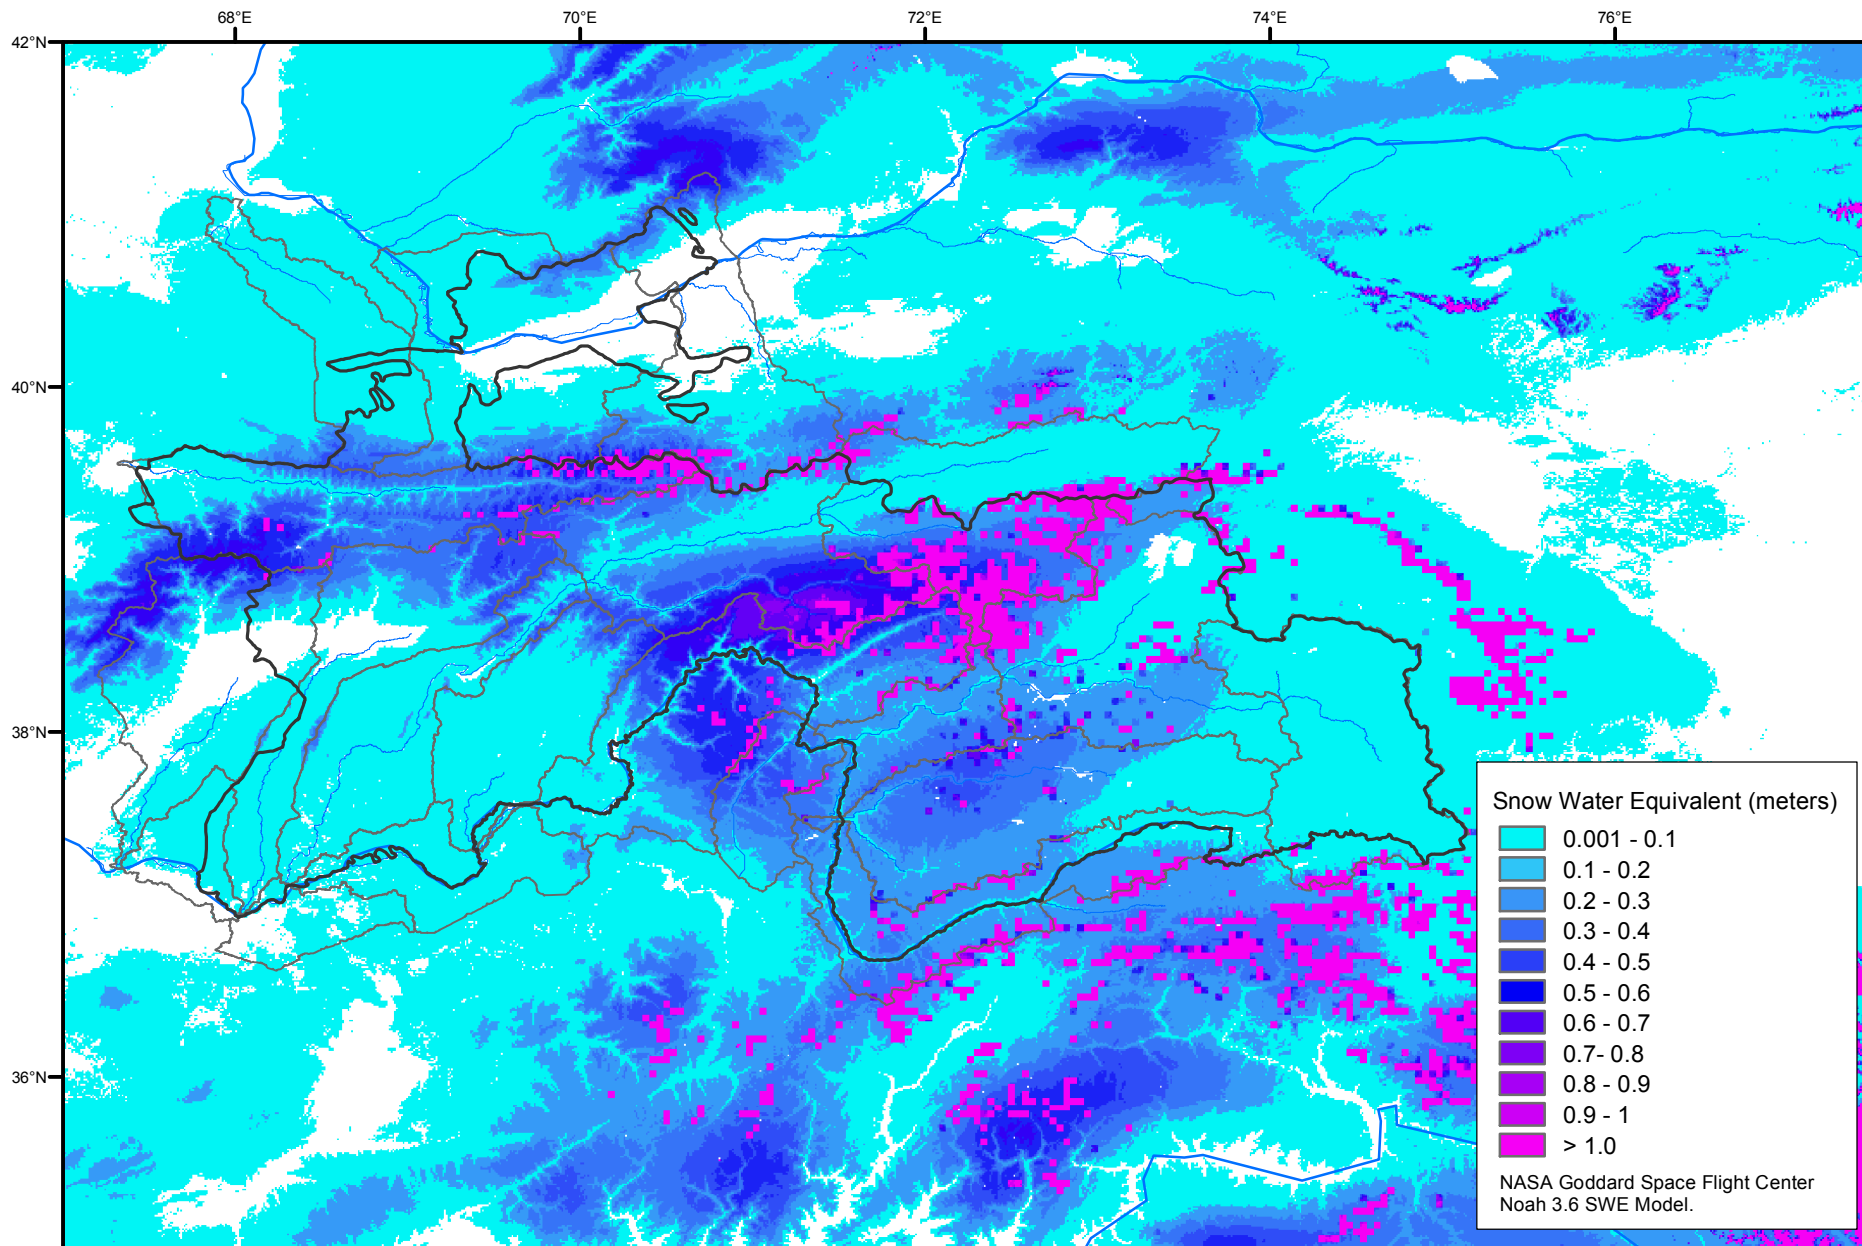 68°E
70°E
72°E
74°E
76°E
42°N
40°N
38°N
36°N
Snow Water Equivalent (meters)
0.001 - 0.1
0.1 - 0.2
0.2 - 0.3
0.3 - 0.4
0.4 - 0.5
0.5 - 0.6
0.6 - 0.7
0.7- 0.8
0.8 - 0.9
0.9 - 1
> 1.0
NASA Goddard Space Flight Center
Noah 3.6 SWE Model.